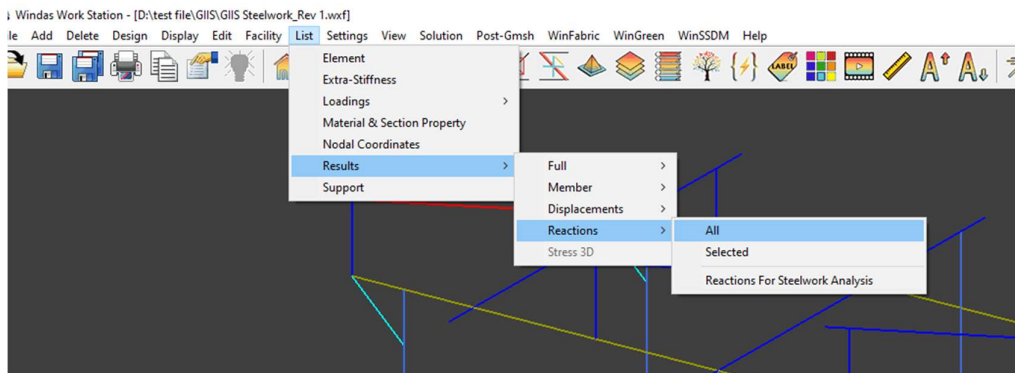 Windas Work Station - [D:\test file\GIIS\GIIS Steelwork_Rev 1.wxf]
le Add Delete Design Display Edit Facility List Settings View Solution Post-Gmsh WinFabric WinGreen WinSSDM Help
LABEL
A A
Element
Extra-Stiffness
Loadings
Material & Section Property
Nodal Coordinates
Results
Support
Full
Member
Displacements
Reactions
Stress 3D
All
Selected
Reactions For Steelwork Analysis